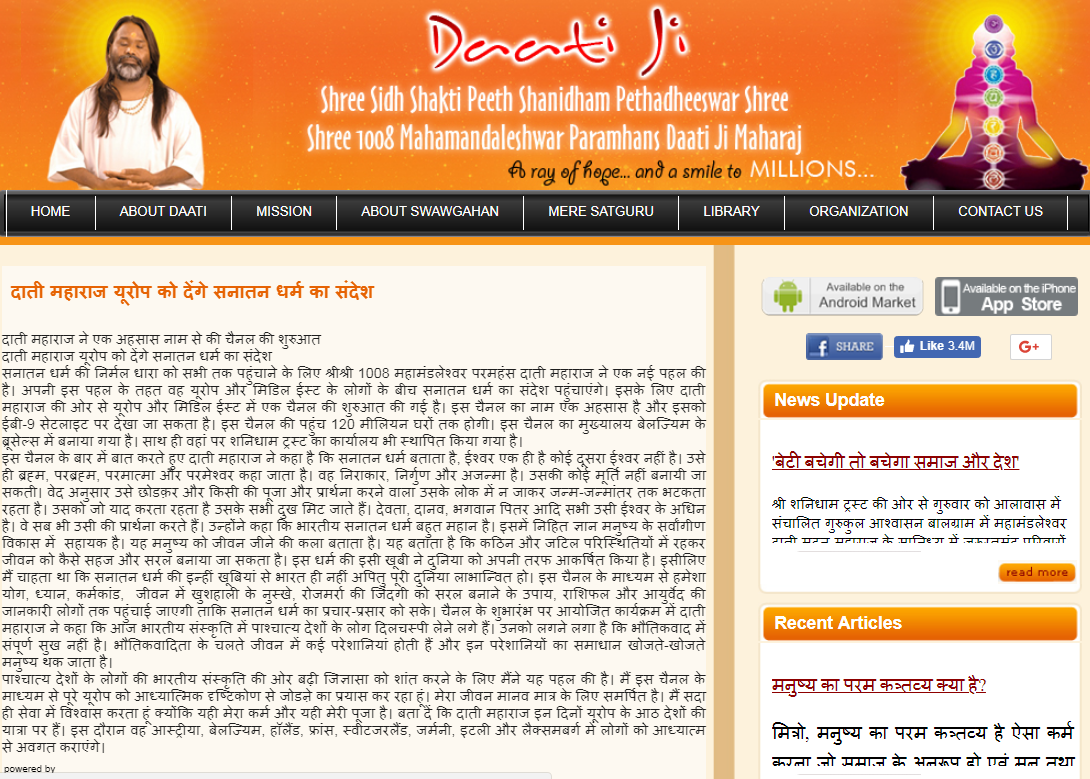 Daati Ji
Shree Sidh Shakti Peeth Shanidham Pethadheeswar Shree
Shree 1008 Mahamandaleshwar Paramhans Daati Ji Maharaj
A ray of hope... and a smile to MILLIONS...
HOME ABOUT DAATI MISSION ABOUT SWAWGAHAN MERE SATGURU LIBRARY ORGANIZATION CONTACT US
दाती महाराज यूरोप को देंगे सनातन धर्म का संदेश
दाती महाराज ने एक अहसास नाम से की चैनल की शुरुआत
दाती महाराज यूरोप को देंगे सनातन धर्म का संदेश
सनातन धर्म की निर्मल धारा को सभी तक पहुंचाने के लिए श्रीश्री 1008 महामंडलेश्वर परमहंस दाती महाराज ने एक नई पहल की
है। अपनी इस पहल के तहत वह यूरोप और मिडिल ईस्ट के लोगों के बीच सनातन धर्म का संदेश पहुंचाएंगे। इसके लिए दाती
महाराज की ओर से यूरोप और मिडिल ईस्ट में एक चैनल की शुरुआत की गई है। इस चैनल का नाम एक अहसास है और इसको
ईबी-9 सेटलाइट पर देखा जा सकता है। इस चैनल की पहुंच 120 मीलियन घरों तक होगी। इस चैनल का मुख्यालय बेलज्यिम के
ब्रूसेल्स में बनाया गया है। साथ ही वहां पर शनिधाम ट्रस्ट का कार्यालय भी स्थापित किया गया है।
इस चैनल के बार में बात करते हुए दाती महाराज ने कहा है कि सनातन धर्म बताता है, ईश्वर एक ही है कोई दूसरा ईश्वर नहीं है। उसे
ही ब्रह्म, परब्रह्म, परमात्मा और परमेश्वर कहा जाता है। वह निराकार, निर्गुण और अजन्मा है। उसकी कोई मूर्ति नहीं बनायी जा
सकती। वेद अनुसार उसे छोडक़र और किसी की पूजा और प्रार्थना करने वाला उसके लोक में न जाकर जन्म-जन्मांतर तक भटकता
रहता है। उसको जो याद करता रहता है उसके सभी दुख मिट जाते हैं। देवता, दानव, भगवान पितर आदि सभी उसी ईश्वर के अधिन
है। वे सब भी उसी की प्रार्थना करते हैं। उन्होंने कहा कि भारतीय सनातन धर्म बहुत महान है। इसमें निहित ज्ञान मनुष्य के सर्वांगीण
विकास में सहायक है। यह मनुष्य को जीवन जीने की कला बताता है। यह बताता है कि कठिन और जटिल परिस्थितियों में रहकर
जीवन को कैसे सहज और सरल बनाया जा सकता है। इस धर्म की इसी खूबी ने दुनिया को अपनी तरफ आकर्षित किया है। इसीलिए
मैं चाहता था कि सनातन धर्म की इन्हीं खूबियां से भारत ही नहीं अपितु पूरी दुनिया लाभान्वित हो। इस चैनल के माध्यम से हमेशा
योग, ध्यान, कर्मकांड, जीवन में खुशहाली के नुस्खे, रोजमर्रा की जिंदगी को सरल बनाने के उपाय, राशिफल और आयुर्वेद की
जानकारी लोगों तक पहुंचाई जाएगी ताकि सनातन धर्म का प्रचार-प्रसार को सके। चैनल के शुभारंभ पर आयोजित कार्यक्रम में दाती
महाराज ने कहा कि आज भारतीय संस्कृति में पाश्चात्य देशों के लोग दिलचस्पी लेने लगे हैं। उनको लगने लगा है कि भौतिकवाद में
संपूर्ण सुख नहीं है। भौतिकवादिता के चलते जीवन में कई परेशानियां होती हैं और इन परेशानियों का समाधान खोजते-खोजते
मनुष्य थक जाता है।
पाश्चात्य देशों के लोगों की भारतीय संस्कृति की ओर बढ़ी जिज्ञासा को शांत करने के लिए मैंने यह पहल की है। मैं इस चैनल के
माध्यम से पूरे यूरोप को आध्यात्मिक दृष्टिकोण से जोडऩे का प्रयास कर रहा हूं। मेरा जीवन मानव मात्र के लिए समर्पित है। मैं सदा
ही सेवा में विश्वास करता हूं क्योंकि यही मेरा कर्म और यही मेरी पूजा है। बता दें कि दाती महाराज इन दिनों यूरोप के आठ देशों की
यात्रा पर हैं। इस दौरान वह आस्ट्रीया, बेलज्यिम, हॉलैंड, फ्रांस, स्वीटजरलैंड, जर्मनी, इटली और लैक्समबर्ग में लोगों को आध्यात्म
से अवगत कराएंगे।
powered by
Available on the Android Market
Available on the iPhone App Store
SHARE Like 3.4M G+
News Update
'बेटी बचेगी तो बचेगा समाज और देश'
श्री शनिधाम ट्रस्ट की ओर से गुरुवार को आलावास में
संचालित गुरुकुल आश्वासन बालग्राम में महामंडलेश्वर
दाती मदन महाराज के सानिध्य में जरूरतमंद परिवारों
read more
Recent Articles
मनुष्य का परम कत्र्तव्य क्या है?
मित्रो, मनुष्य का परम कत्र्तव्य है ऐसा कर्म
करना जो समाज के अनुरूप हो एवं मन तथा